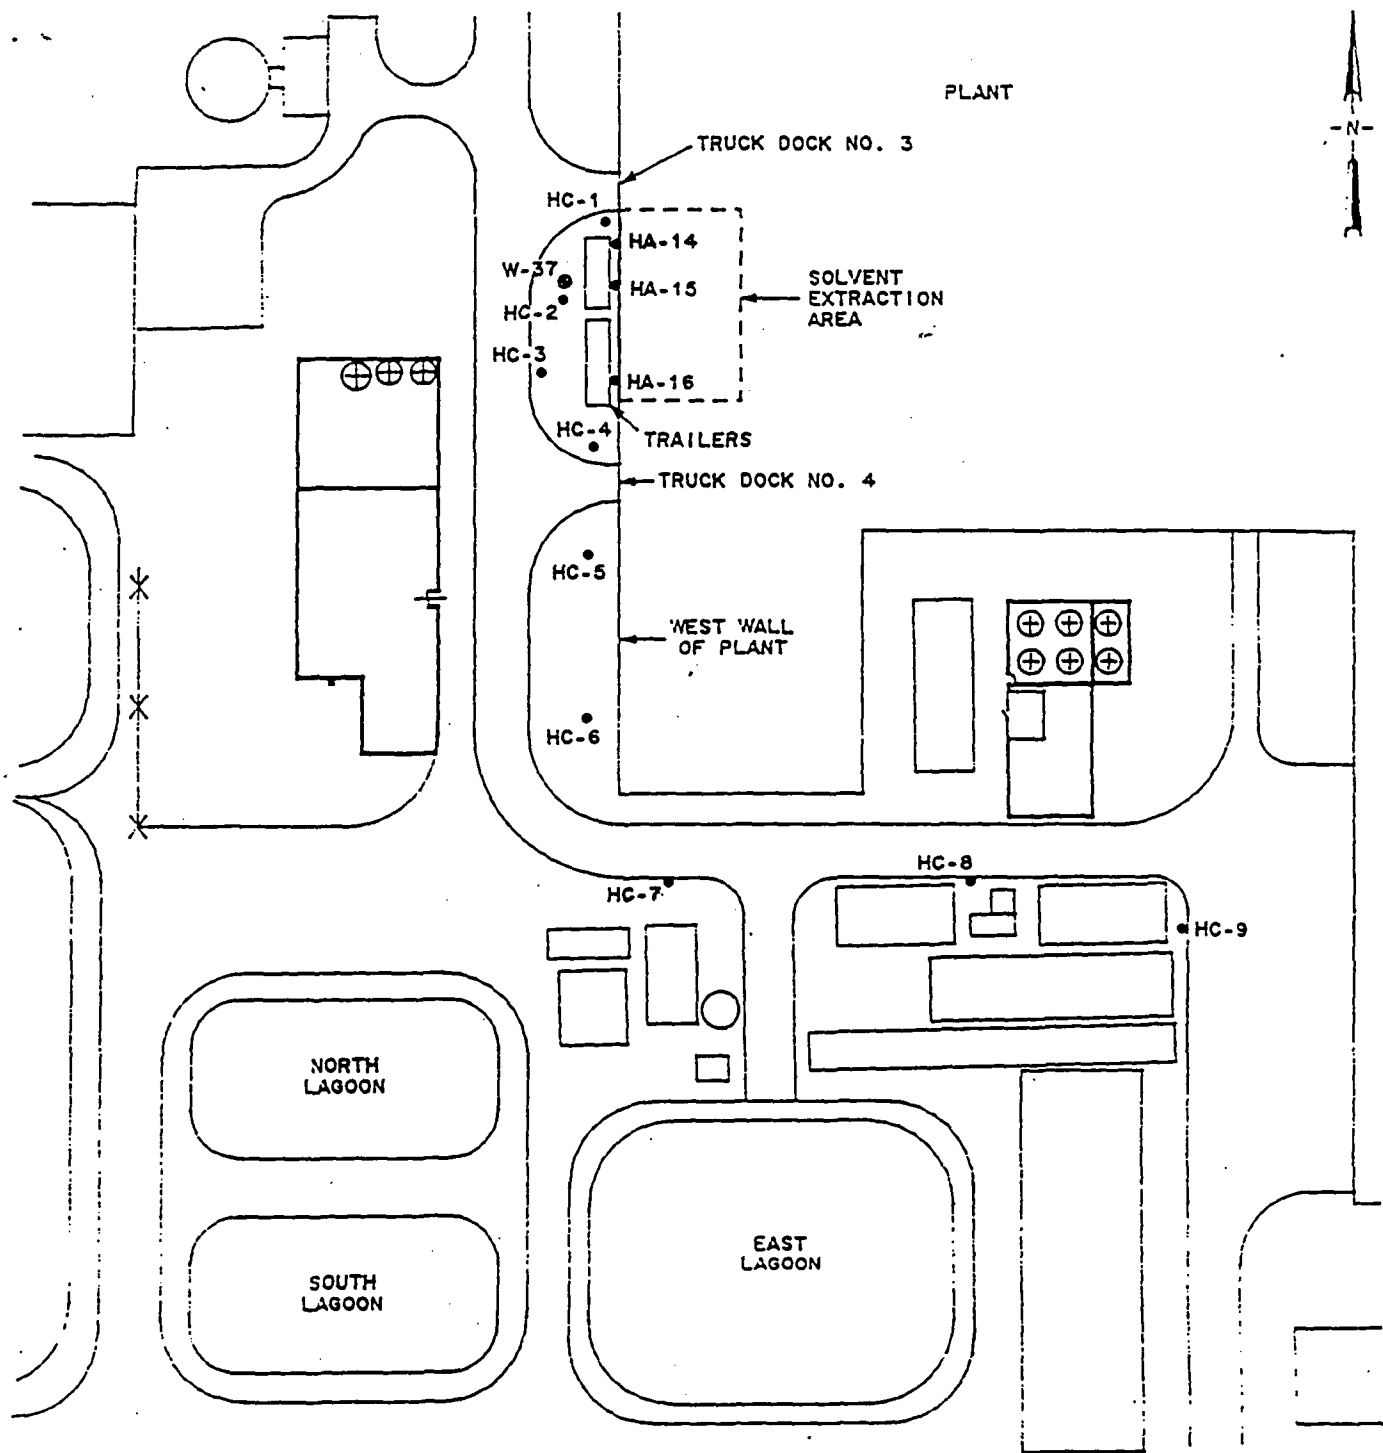 PLANT
-N-
TRUCK DOCK NO. 3
HC-1
HA-14
W-37
HA-15
SOLVENT
EXTRACTION
AREA
HC-2
HC-3
HA-16
HC-4
TRAILERS
TRUCK DOCK NO. 4
HC-5
WEST WALL
OF PLANT
HC-6
HC-8
HC-7
HC-9
NORTH
LAGOON
EAST
LAGOON
SOUTH
LAGOON